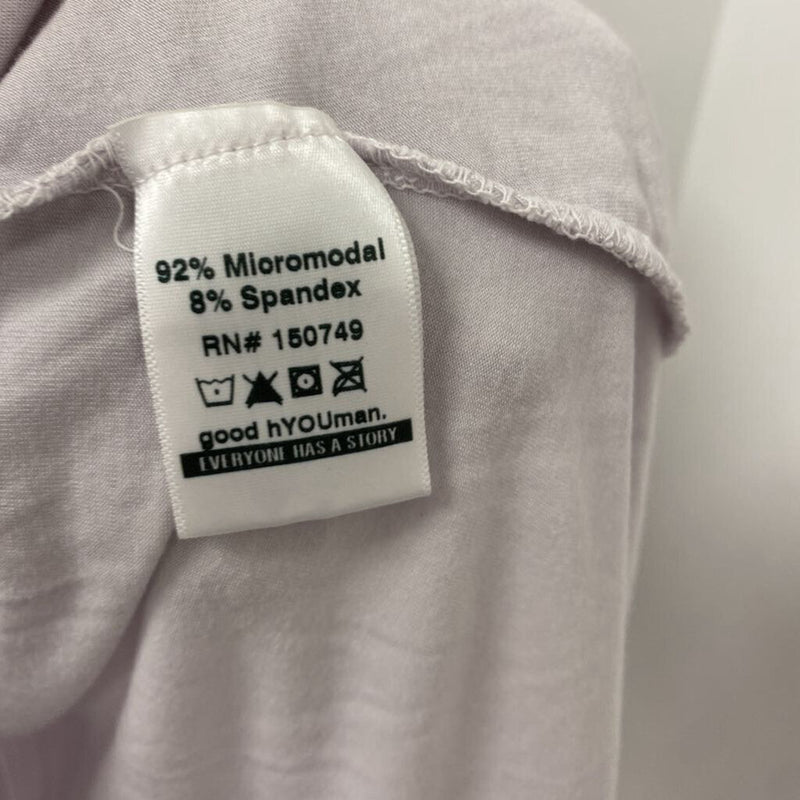 92% Micromodal
8% Spandex
RN# 150749
good hYOUman.
EVERYONE HAS A STORY